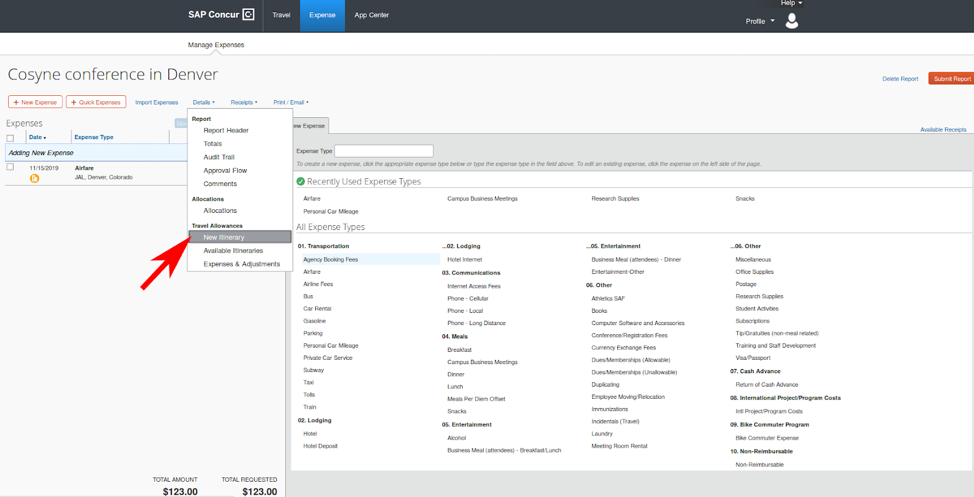 Help
SAP Concur C
Travel
Expense
App Center
Profile
Manage Expenses
Cosyne conference in Denver
Delete Report
Submit Report
+ New Expense
+ Quick Expenses
Import Expenses
Details
Receipts
Print / Email
Expenses
Date
Expense Type
Adding New Expense
11/15/2019
Airfare
JAL, Denver, Colorado
Report
Report Header
Totals
Audit Trail
Approval Flow
Comments
Allocations
Allocations
Travel Allowances
New Itinerary
Available Itineraries
Expenses & Adjustments
ew Expense
Available Receipts
Expense Type
To create a new expense, click the appropriate expense type below or type the expense type in the field above. To edit an existing expense, click the expense on the left side of the page.
Recently Used Expense Types
Airfare
Campus Business Meetings
Research Supplies
Snacks
Personal Car Mileage
All Expense Types
01. Transportation
Agency Booking Fees
Airfare
Airline Fees
Bus
Car Rental
Gasoline
Parking
Personal Car Mileage
Private Car Service
Subway
Taxi
Tolls
Train
02. Lodging
Hotel
Hotel Deposit
...02. Lodging
Hotel Internet
03. Communications
Internet Access Fees
Phone - Cellular
Phone - Local
Phone - Long Distance
04. Meals
Breakfast
Campus Business Meetings
Dinner
Lunch
Meals Per Diem Offset
Snacks
05. Entertainment
Alcohol
Business Meal (attendees) - Breakfast/Lunch
...05. Entertainment
Business Meal (attendees) - Dinner
Entertainment-Other
06. Other
Athletics SAF
Books
Computer Software and Accessories
Conference/Registration Fees
Currency Exchange Fees
Dues/Memberships (Allowable)
Dues/Memberships (Unallowable)
Duplicating
Employee Moving/Relocation
Immunizations
Incidentals (Travel)
Laundry
Meeting Room Rental
...06. Other
Miscellaneous
Office Supplies
Postage
Research Supplies
Student Activities
Subscriptions
Tip/Gratuities (non-meal related)
Training and Staff Development
Visa/Passport
07. Cash Advance
Return of Cash Advance
08. International Project/Program Costs
Intl Project/Program Costs
09. Bike Commuter Program
Bike Commuter Expense
10. Non-Reimbursable
Non-Reimbursable
TOTAL AMOUNT
$123.00
TOTAL REQUESTED
$123.00